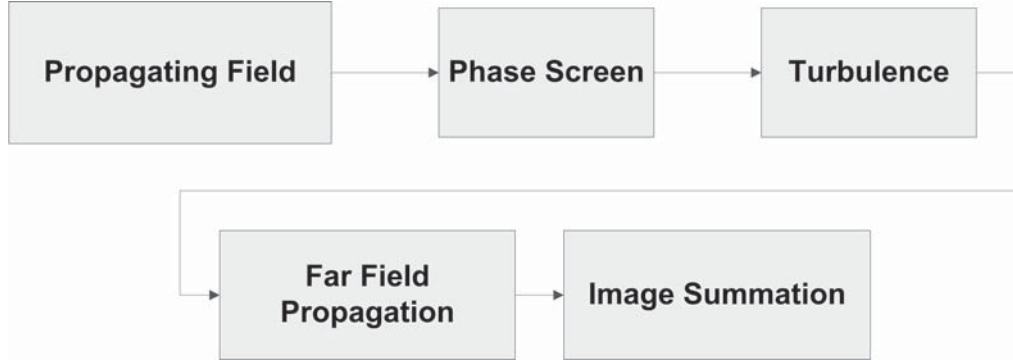 Propagating Field
Phase Screen
Turbulence
Far Field
Propagation
Image Summation